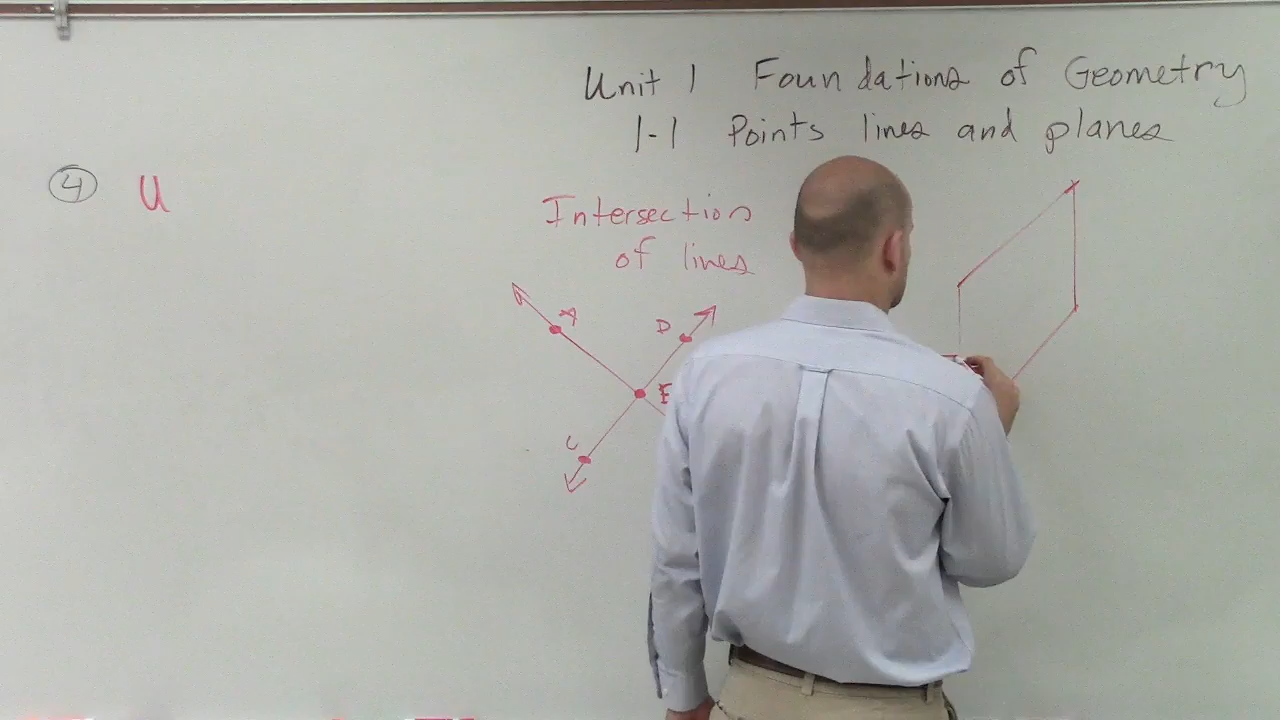 Unit 1 Foundations of Geometry
1-1 Points lines and planes
4 U
Intersection
of lines
A
D
E
C